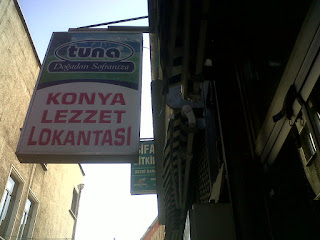 tuna
Doğadan Sofranıza
KONYA
LEZZET
LOKANTASI